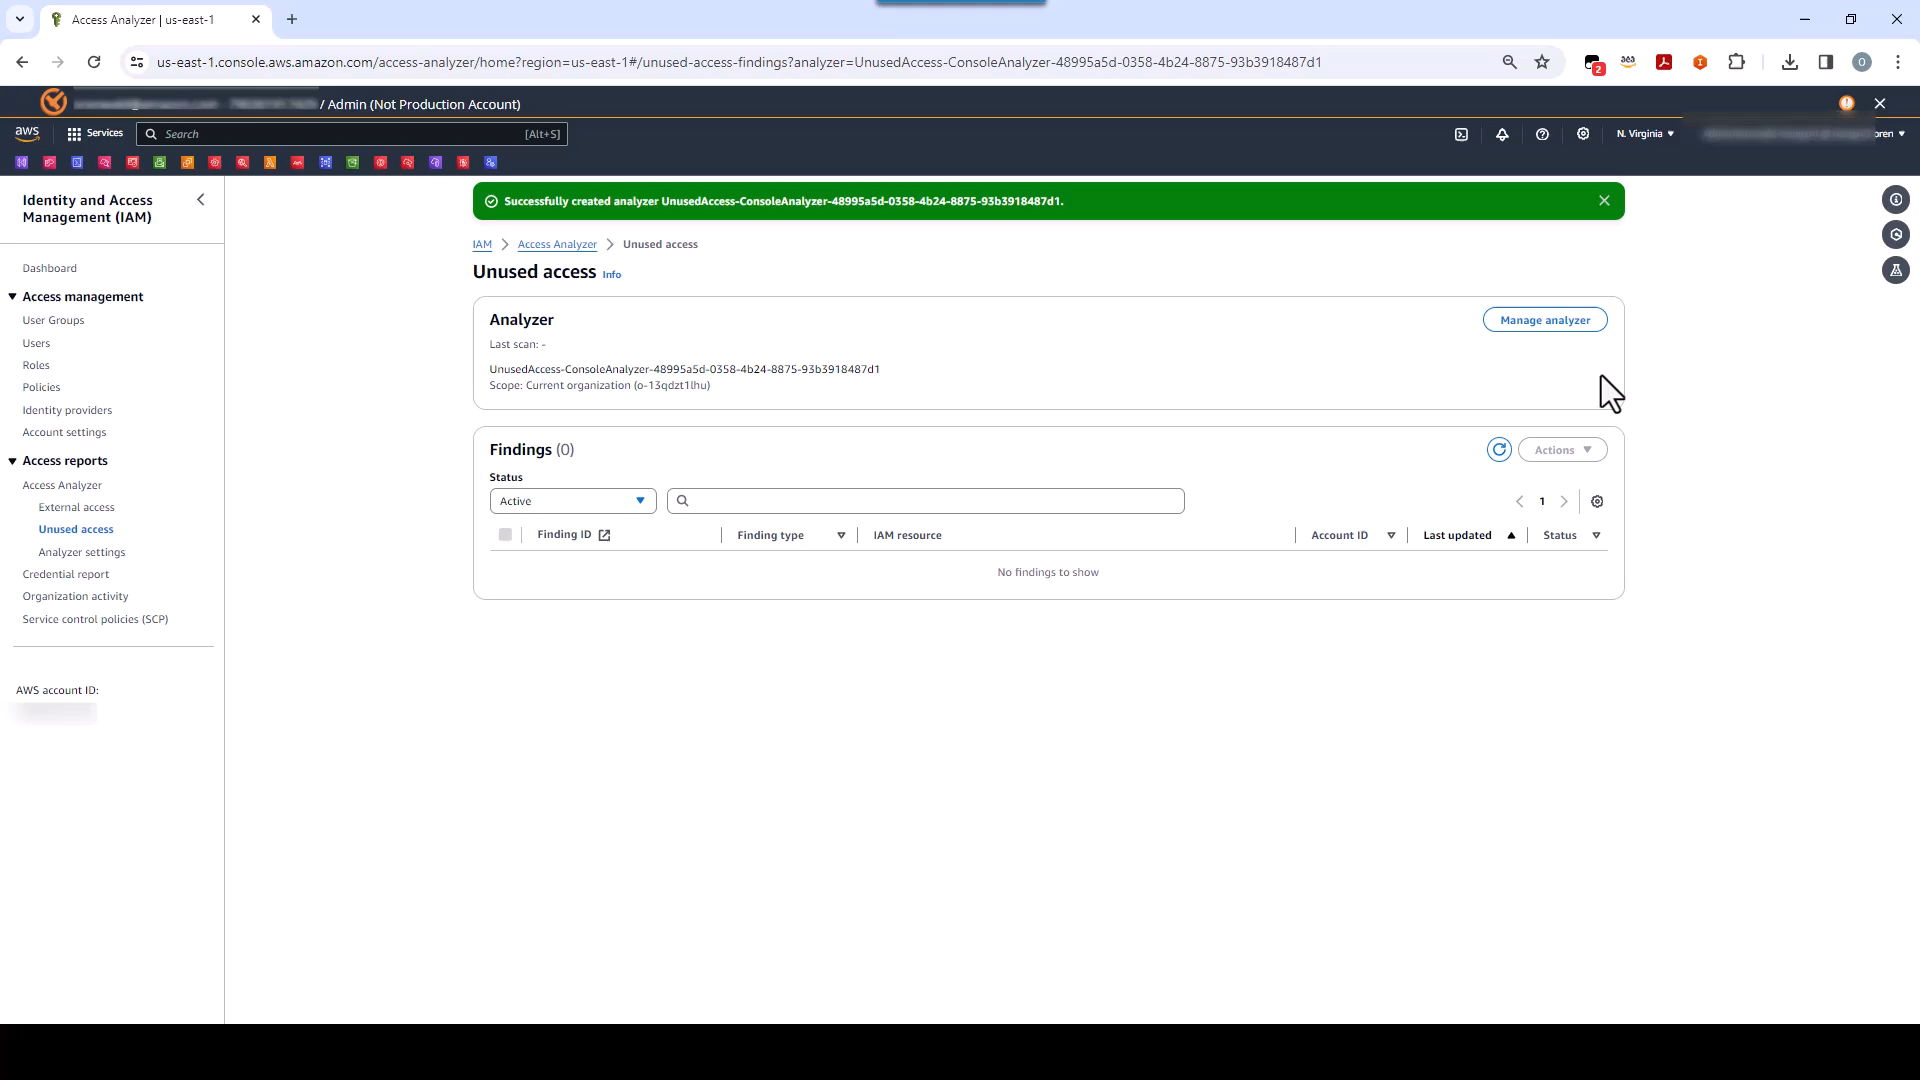 Access Analyzer | us-east-1
us-east-1.console.aws.amazon.com/access-analyzer/home?region=us-east-1#/unused-access-findings?analyzer=UnusedAccess-ConsoleAnalyzer-48995a5d-0358-4b24-8875-93b3918487d1
2
aea
O
/ Admin (Not Production Account)
aws
Services
Search
[Alt+S]
N. Virginia
oren
Identity and Access
Management (IAM)
Dashboard
Access management
User Groups
Users
Roles
Policies
Identity providers
Account settings
Access reports
Access Analyzer
External access
Unused access
Analyzer settings
Credential report
Organization activity
Service control policies (SCP)
AWS account ID:
Successfully created analyzer UnusedAccess-ConsoleAnalyzer-48995a5d-0358-4b24-8875-93b3918487d1.
IAM > Access Analyzer > Unused access
Unused access Info
Analyzer
Manage analyzer
Last scan: -
UnusedAccess-ConsoleAnalyzer-48995a5d-0358-4b24-8875-93b3918487d1
Scope: Current organization (o-13qdzt1lhu)
Findings (0)
Actions
Status
Active
1
Finding ID
Finding type
IAM resource
Account ID
Last updated
Status
No findings to show